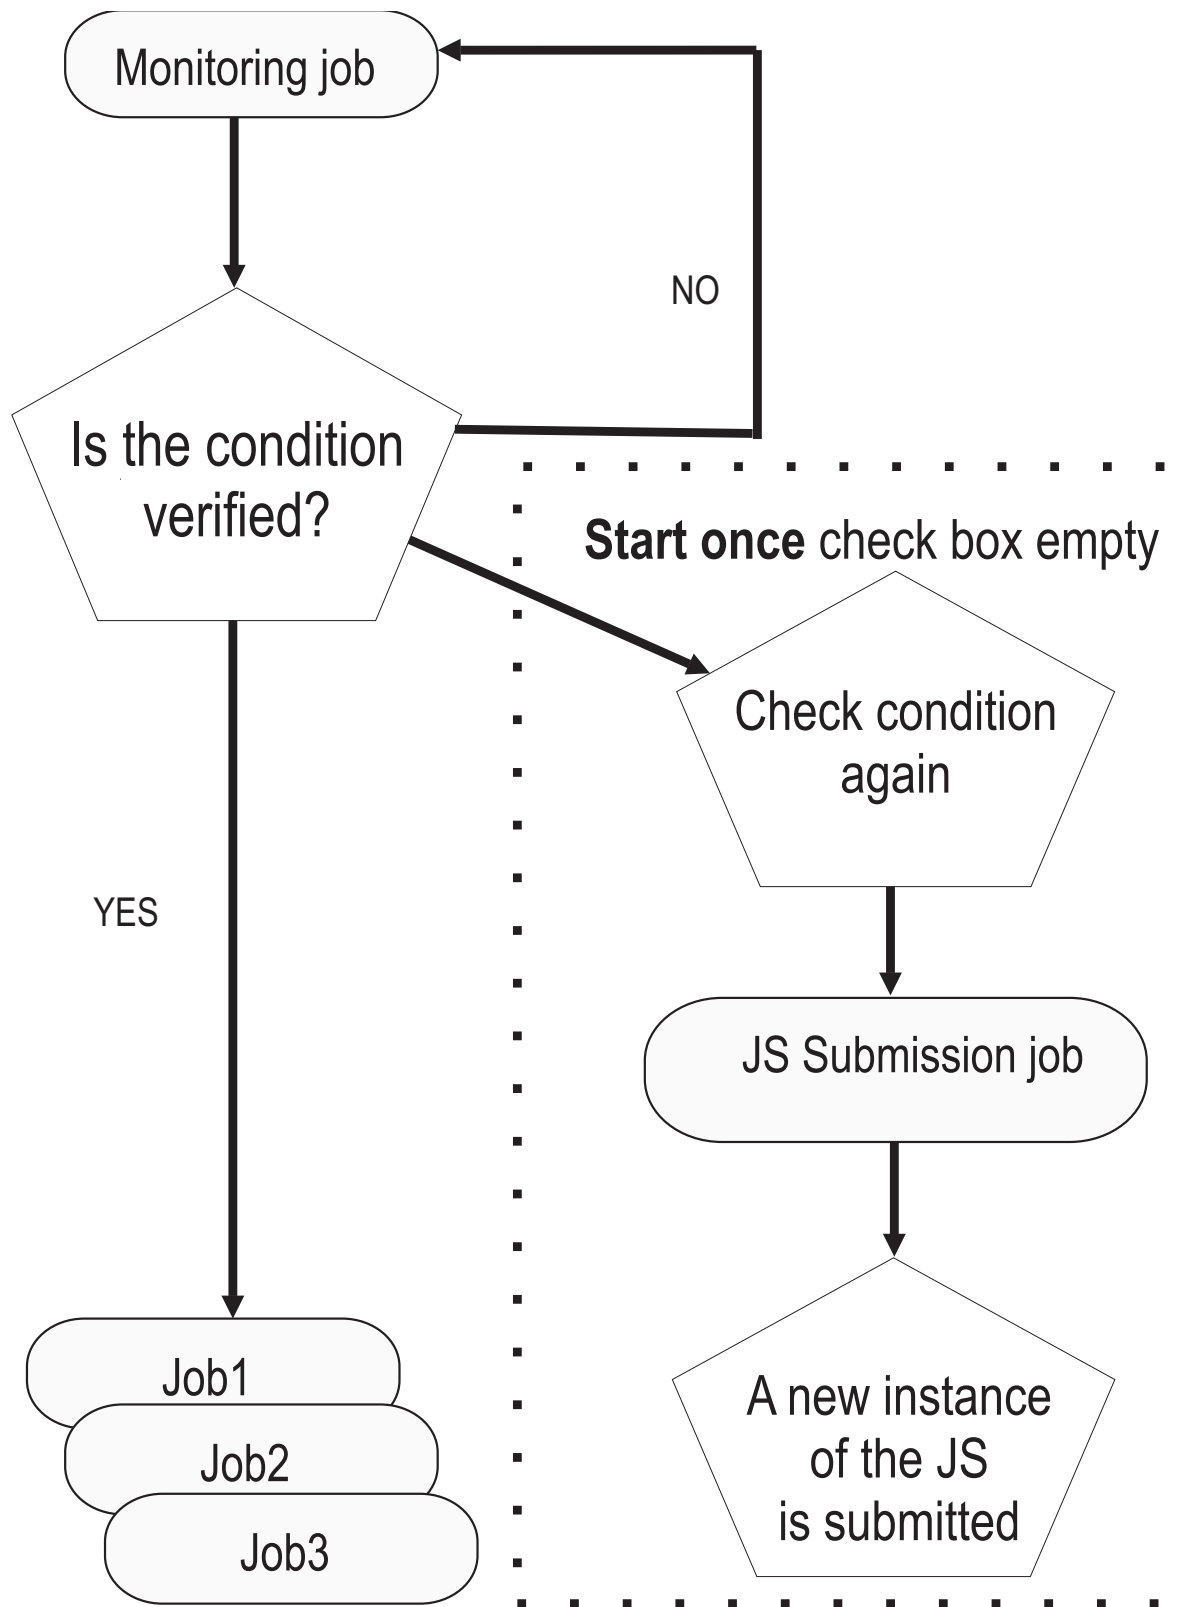 Monitoring job
NO
Is the condition
verified?
Start once check box empty
Check condition
again
YES
JS Submission job
Job1
Job2
Job3
A new instance
of the JS
is submitted